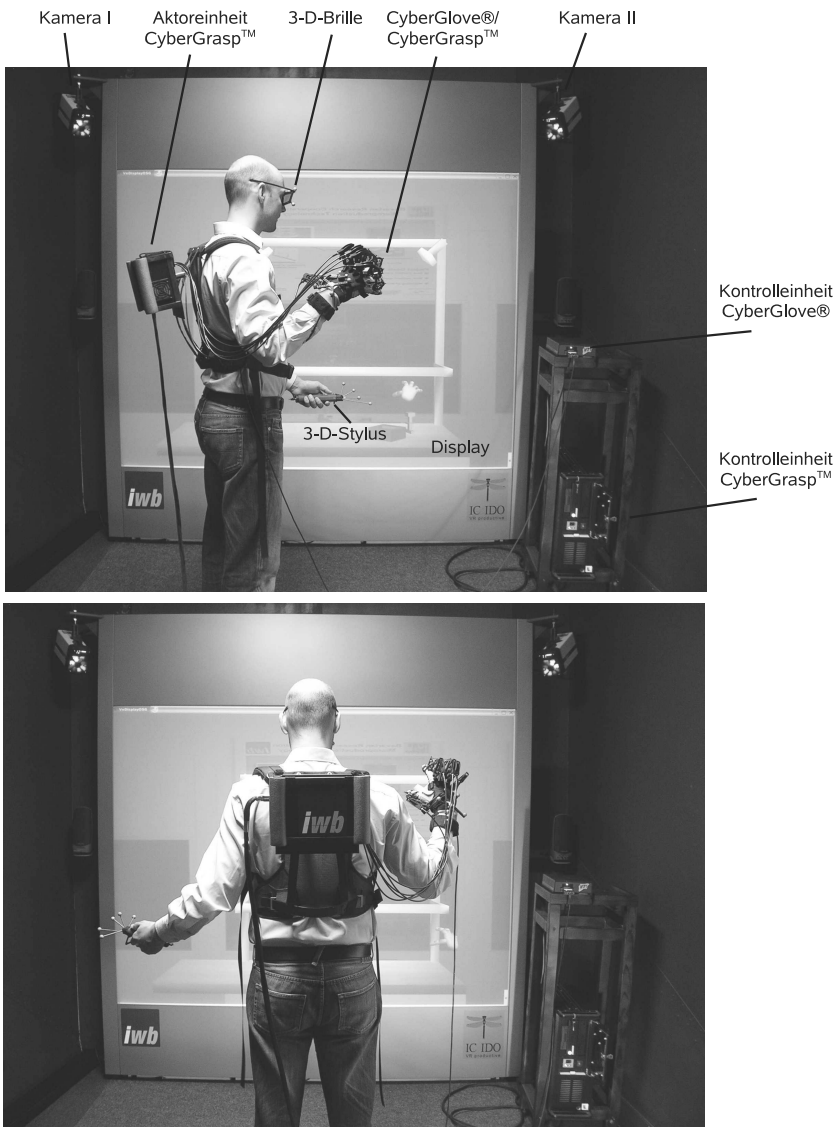 Kamera I
Aktoreinheit
CyberGrasp™
3-D-Brille
CyberGlove®/
CyberGrasp™
Kamera II
Kontrolleinheit
CyberGlove®
3-D-Stylus
Display
Kontrolleinheit
CyberGrasp™
iwb
IC IDO
iwb
iwb
IC IDO